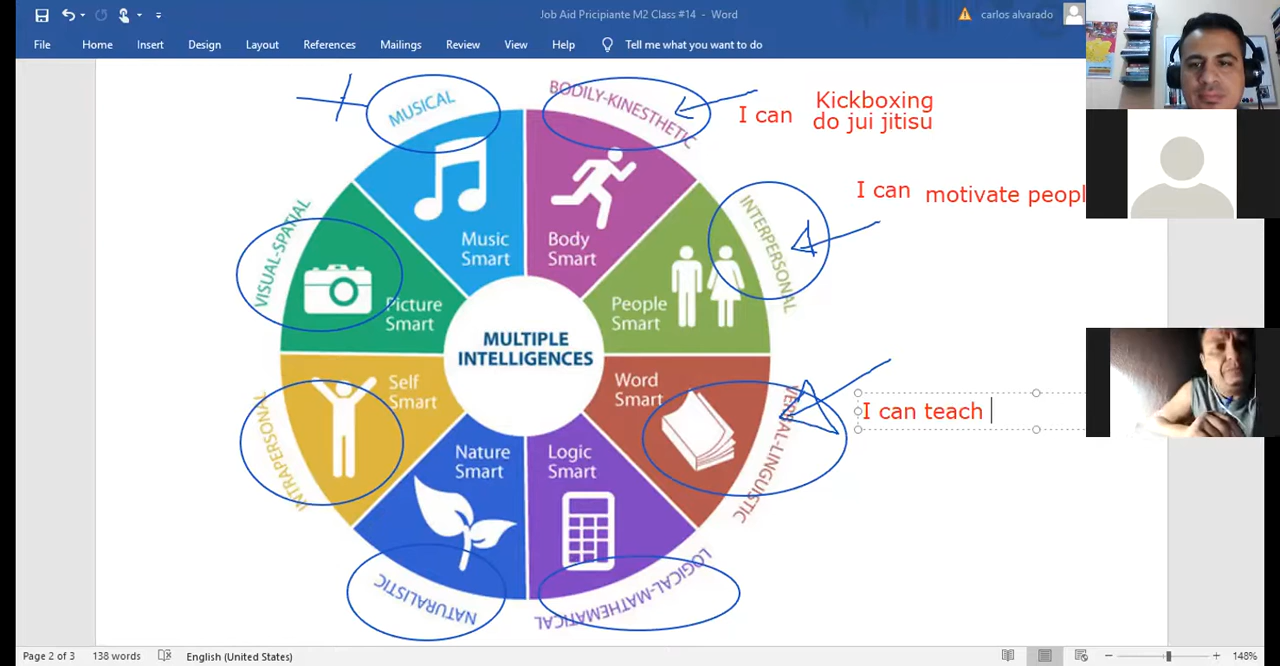 Job Aid Pricipiante M2 Class #14 - Word
carlos alvarado
File Home Insert Design Layout References Mailings Review View Help Tell me what you want to do
MUSICAL
BODILY-KINESTHETIC
I can
Kickboxing
do jui jitisu
I can
motivate peopl
VISUAL-SPATIAL
INTERPERSONAL
Music
Smart
Body
Smart
Picture
Smart
People
Smart
MULTIPLE
INTELLIGENCES
Self
Smart
Word
Smart
I can teach
INTRAPERSONAL
VERBAL-LINGUISTIC
Nature
Smart
Logic
Smart
NATURALISTIC
LOGICAL-MATHEMATICAL
Page 2 of 3 138 words English (United States) 148%